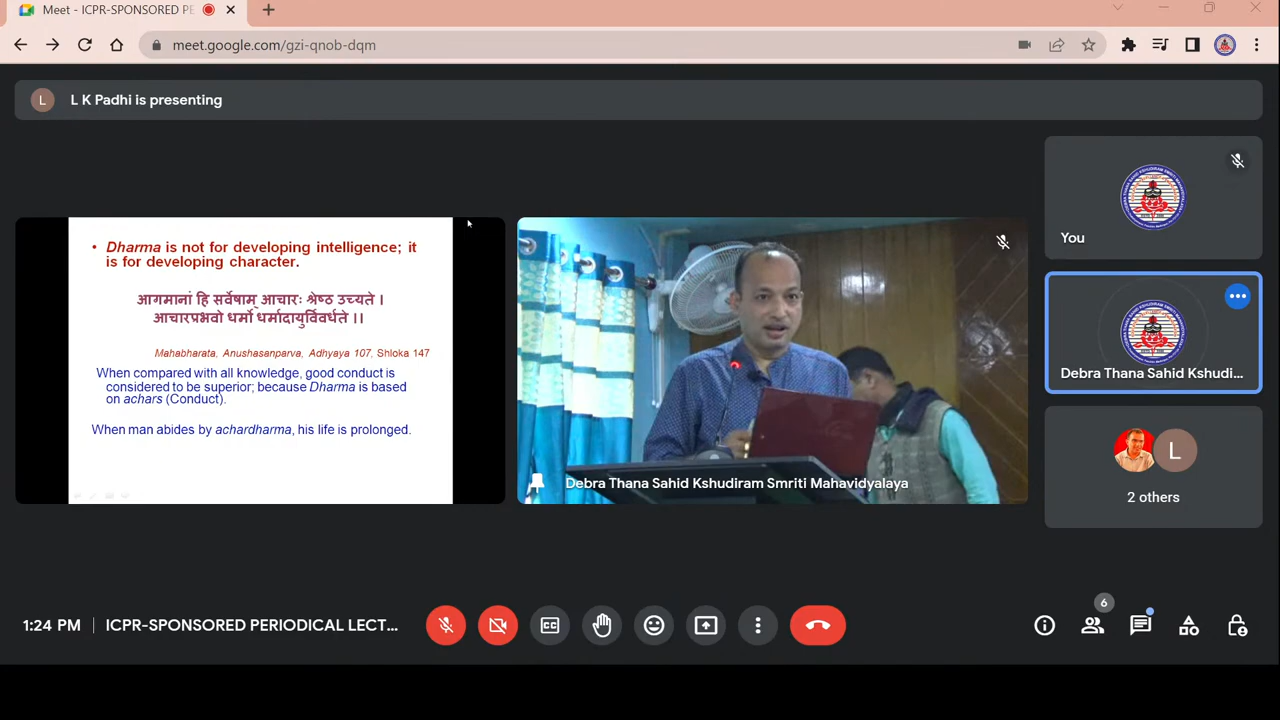 Meet - ICPR-SPONSORED PE
meet.google.com/gzi-qnob-dqm
L
L K Padhi is presenting
You
• Dharma is not for developing intelligence; it
is for developing character.
आगमानां हि सर्वेषाम् आचारः श्रेष्ठ उच्यते ।
आचारप्रभवो धर्मो धर्मादायुर्विवर्धते ।।
Mahabharata, Anushasanparva, Adhyaya 107, Shloka 147
When compared with all knowledge, good conduct is
considered to be superior; because Dharma is based
on achars (Conduct).
When man abides by achardharma, his life is prolonged.
Debra Thana Sahid Kshudiram Smriti Mahavidyalaya
Debra Thana Sahid Kshudi...
L
2 others
1:24 PM | ICPR-SPONSORED PERIODICAL LECT...
6